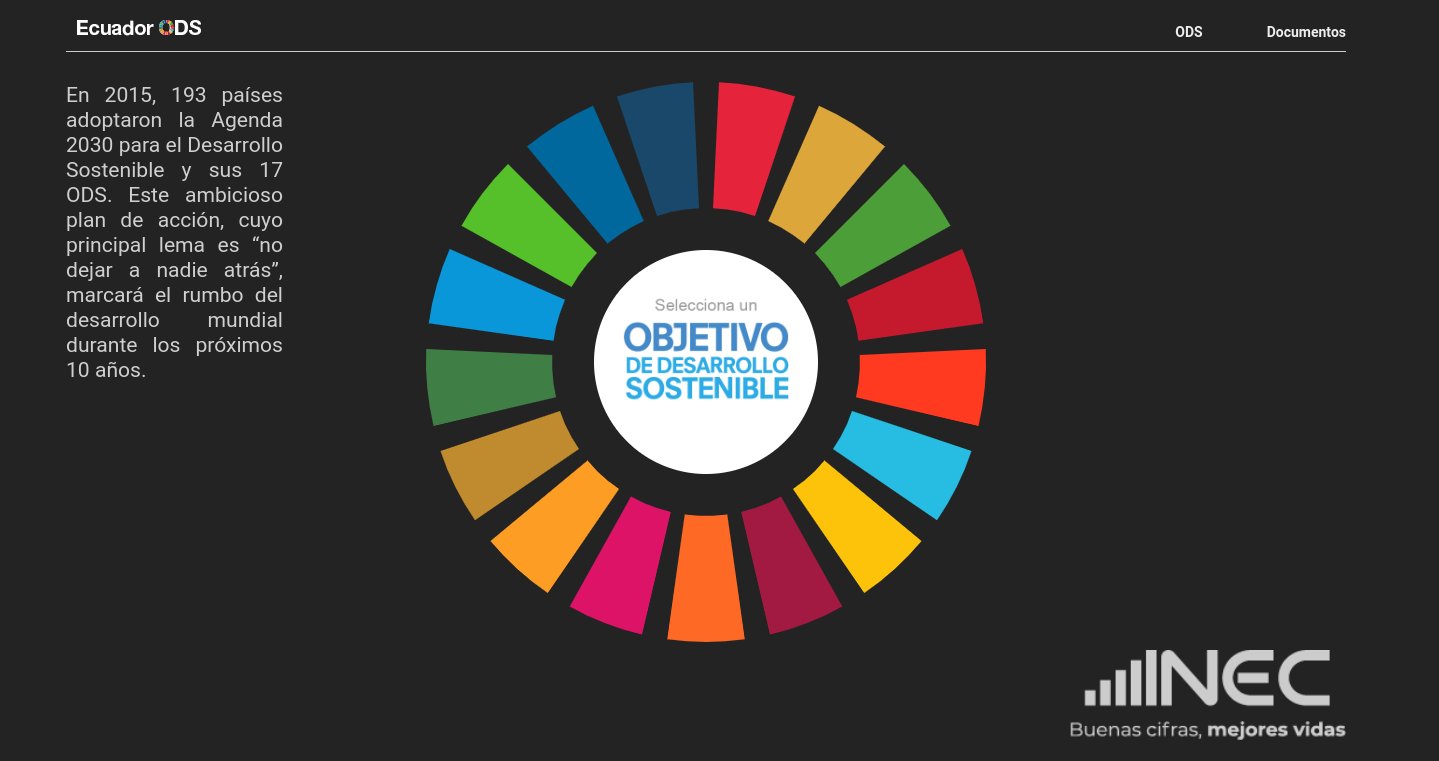 Ecuador ODS
ODS
Documentos
En 2015, 193 países
adoptaron la Agenda
2030 para el Desarrollo
Sostenible y sus 17
ODS. Este ambicioso
plan de acción, cuyo
principal lema es “no
dejar a nadie atrás”,
marcará el rumbo del
desarrollo mundial
durante los próximos
10 años.
Selecciona un
OBJETIVO
DE DESARROLLO
SOSTENIBLE
INEC
Buenas cifras, mejores vidas